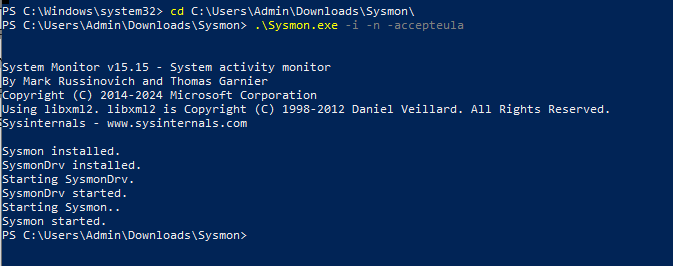 PS C:\Windows\system32> cd C:\Users\Admin\Downloads\Sysmon\
PS C:\Users\Admin\Downloads\Sysmon> .\Sysmon.exe -i -n -accepteula
System Monitor v15.15 - System activity monitor
By Mark Russinovich and Thomas Garnier
Copyright (C) 2014-2024 Microsoft Corporation
Using libxml2. libxml2 is Copyright (C) 1998-2012 Daniel Veillard. All Rights Reserved.
Sysinternals - www.sysinternals.com
Sysmon installed.
SysmonDrv installed.
Starting SysmonDrv.
SysmonDrv started.
Starting Sysmon..
Sysmon started.
PS C:\Users\Admin\Downloads\Sysmon>